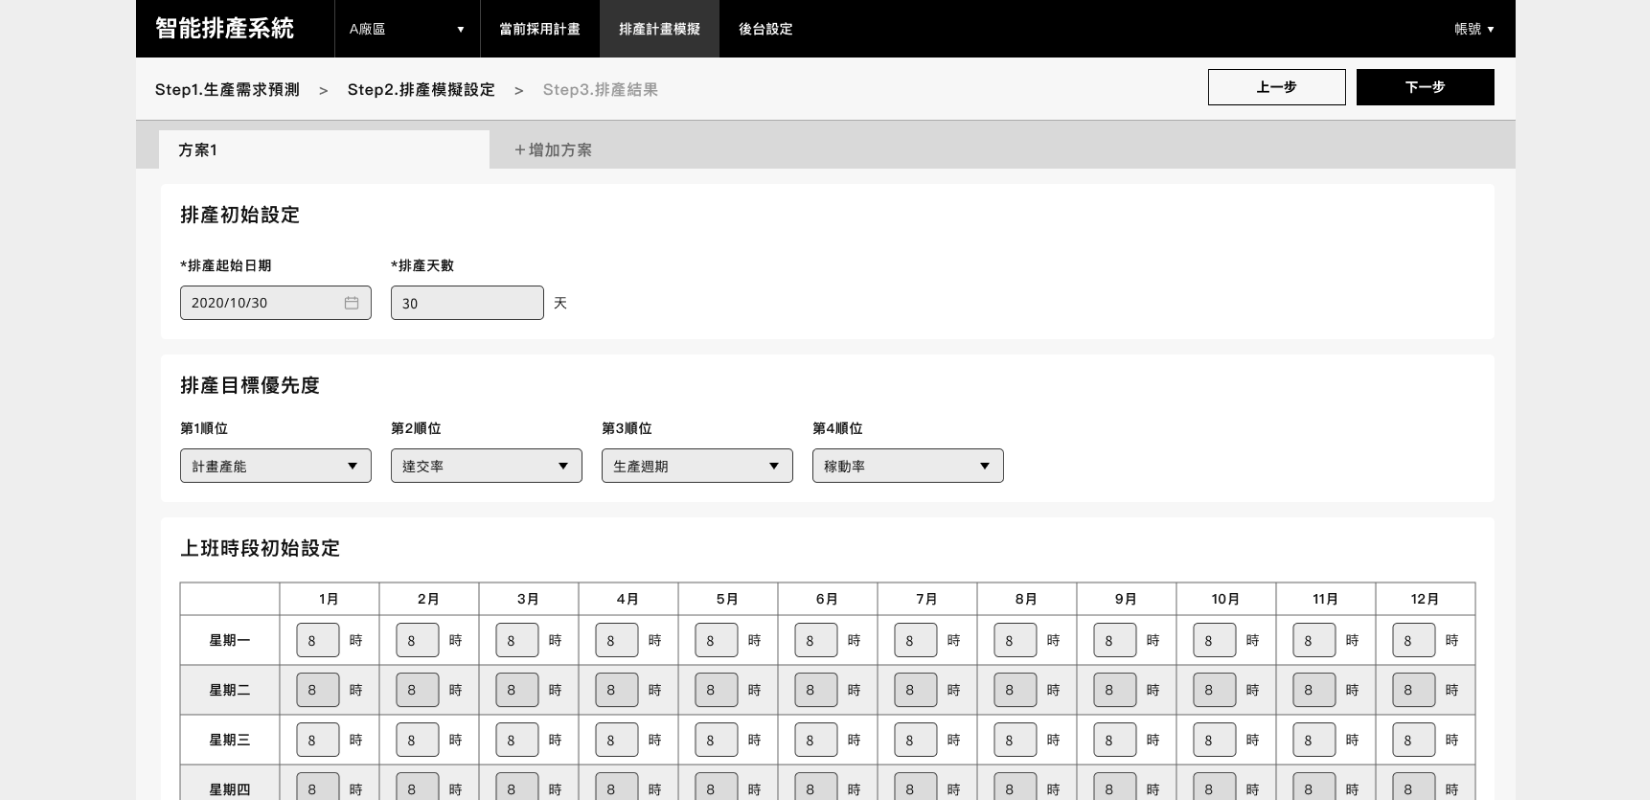 智能排產系統 A廠區 ▼ 當前採用計畫 排產計畫模擬 後台設定 帳號 ▼
Step1.生產需求預測 > Step2.排產模擬設定 > Step3.排產結果 上一步 下一步
方案1 +增加方案
排產初始設定
*排產起始日期 *排產天數
2020/10/30 30 天
排產目標優先度
第1順位 第2順位 第3順位 第4順位
計畫產能 ▼ 達交率 ▼ 生產週期 ▼ 稼動率 ▼
上班時段初始設定
1月 2月 3月 4月 5月 6月 7月 8月 9月 10月 11月 12月
星期一 8 時 8 時 8 時 8 時 8 時 8 時 8 時 8 時 8 時 8 時 8 時 8 時
星期二 8 時 8 時 8 時 8 時 8 時 8 時 8 時 8 時 8 時 8 時 8 時 8 時
星期三 8 時 8 時 8 時 8 時 8 時 8 時 8 時 8 時 8 時 8 時 8 時 8 時
星期四 8 時 8 時 8 時 8 時 8 時 8 時 8 時 8 時 8 時 8 時 8 時 8 時